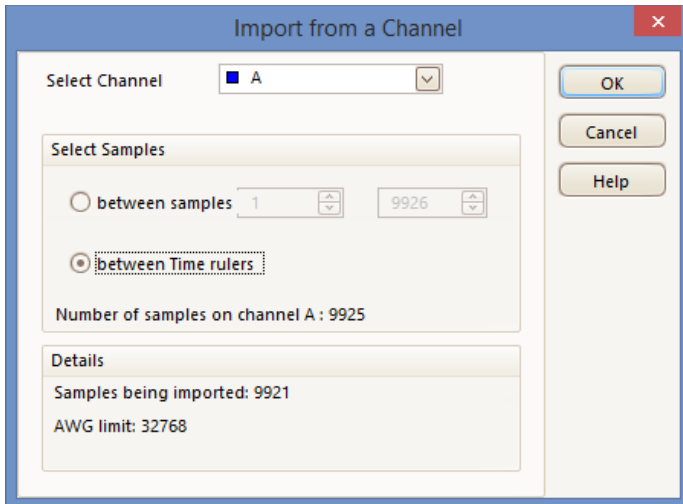 Import from a Channel
Select Channel A
OK
Cancel
Help
Select Samples
between samples 1 9926
between Time rulers
Number of samples on channel A : 9925
Details
Samples being imported: 9921
AWG limit: 32768